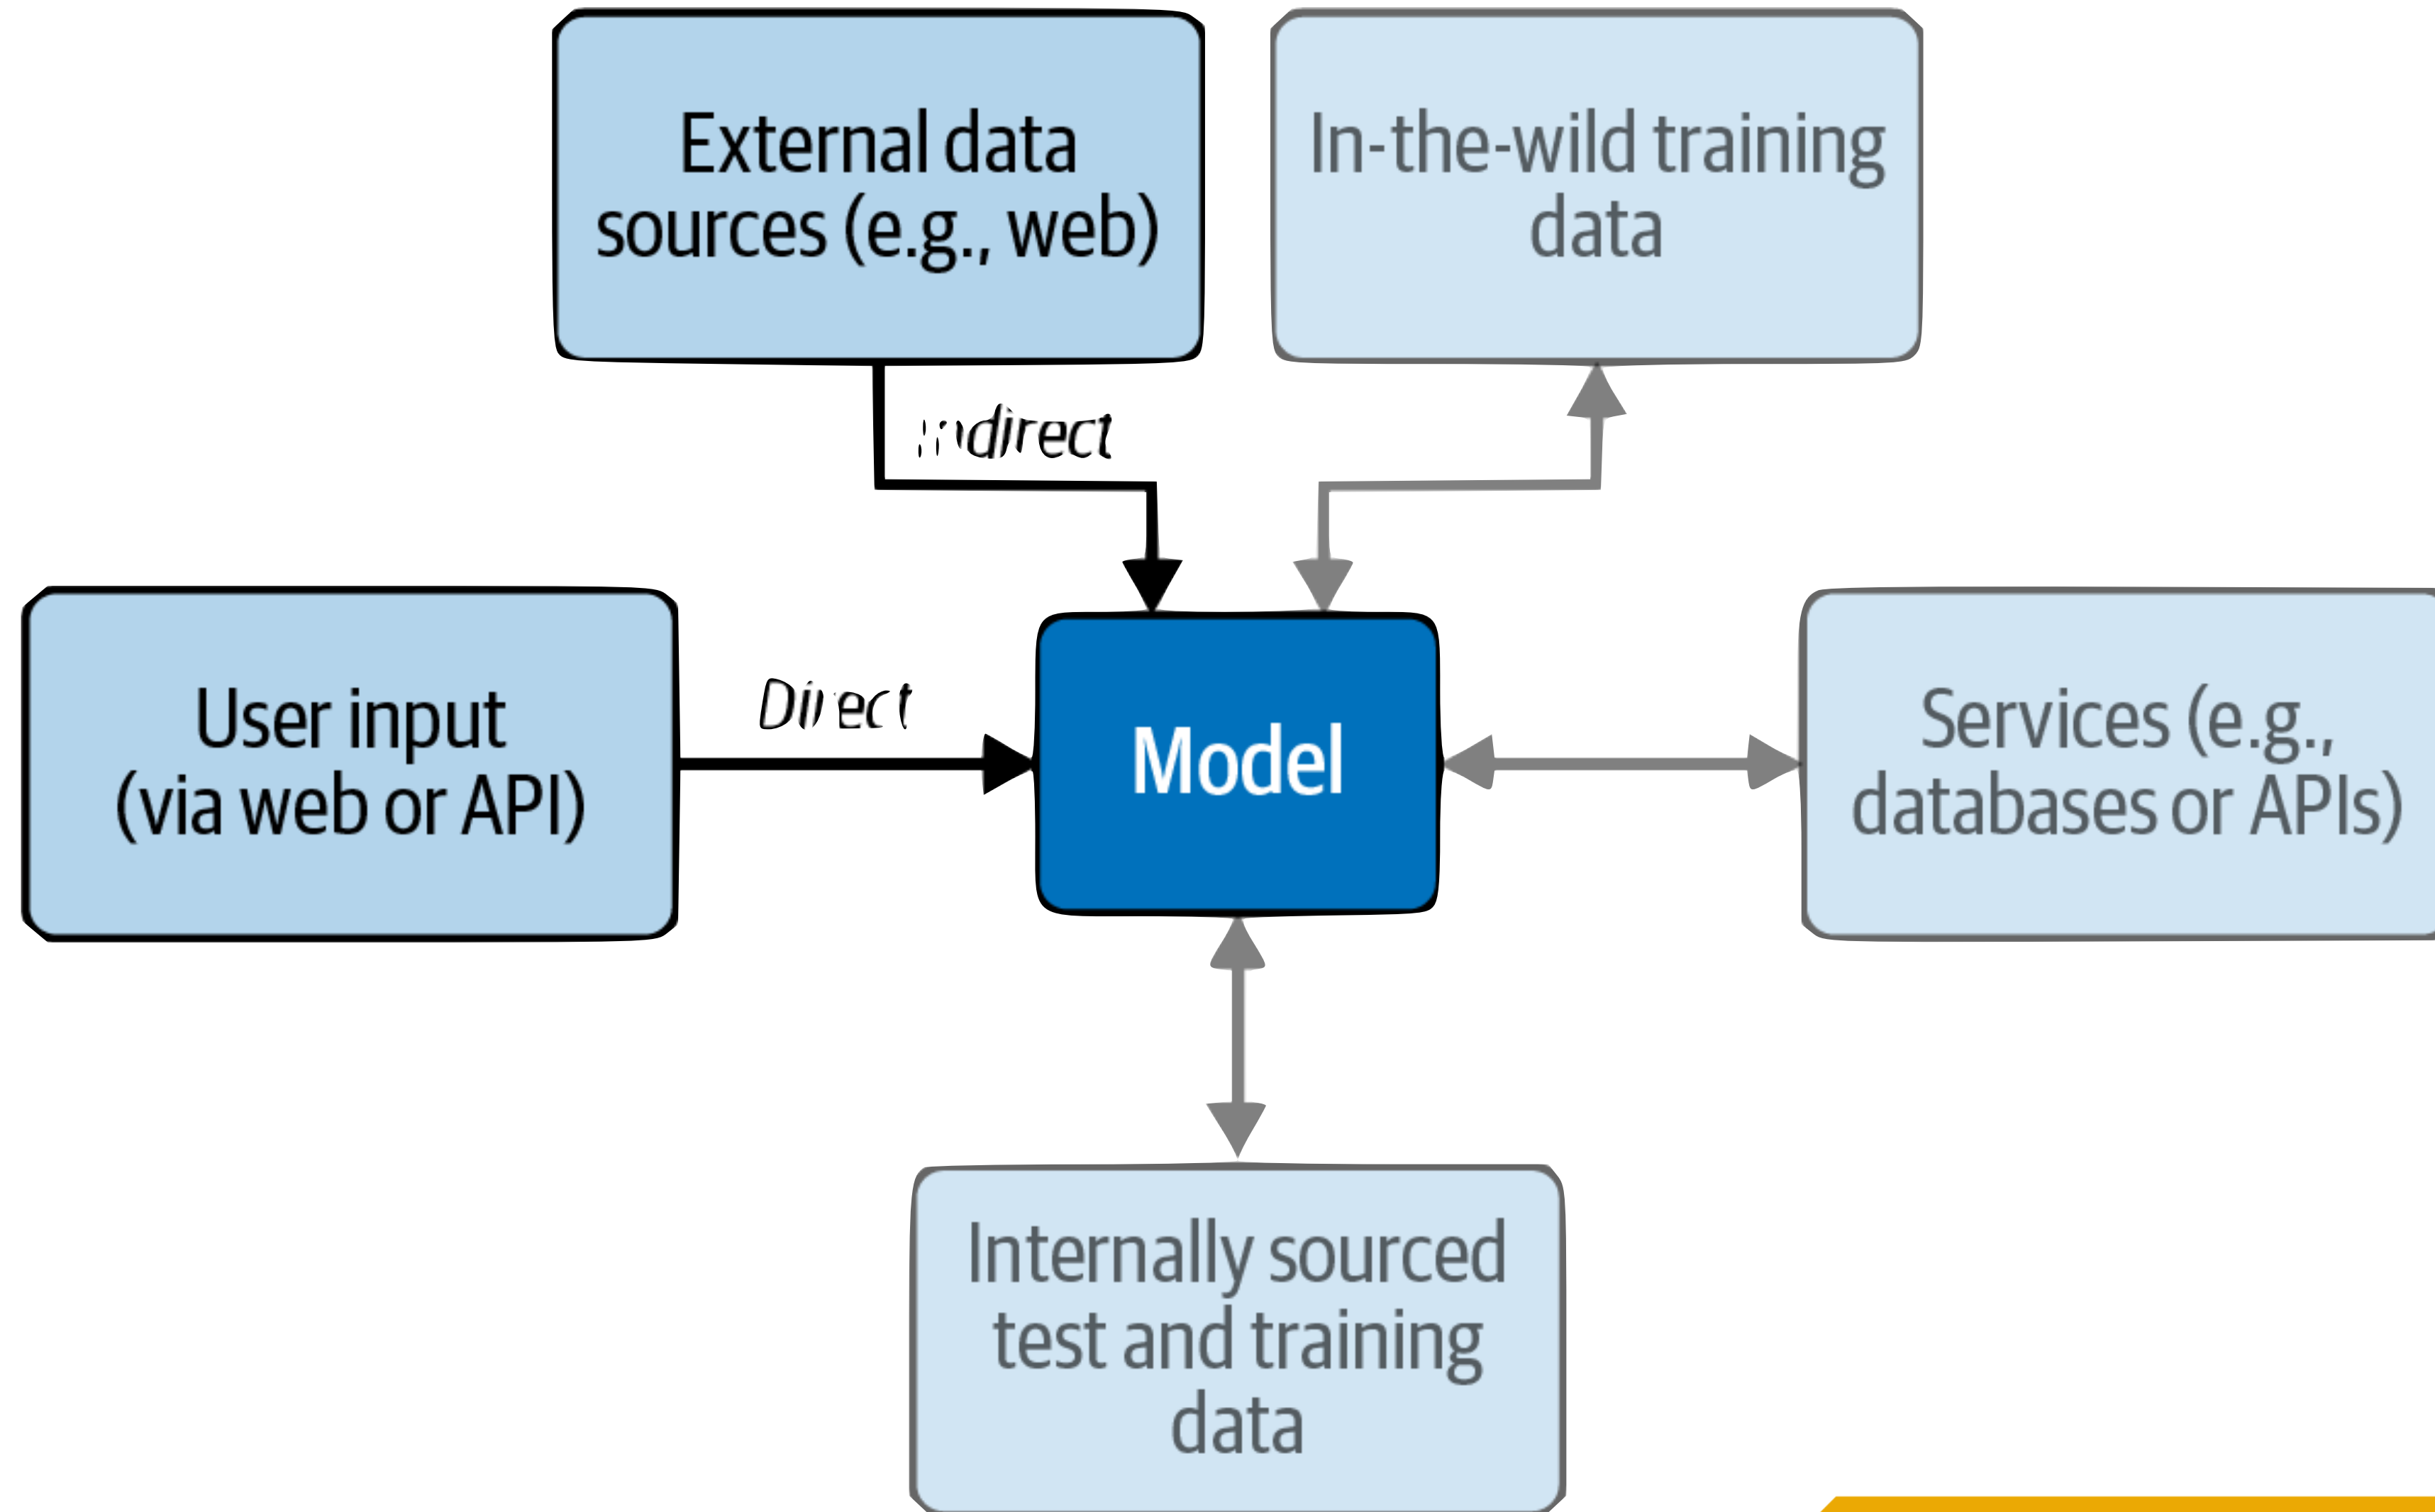 External data
sources (e.g., web)
In-the-wild training
data
Indirect
User input
(via web or API)
Direct
Model
Services (e.g.,
databases or APIs)
Internally sourced
test and training
data